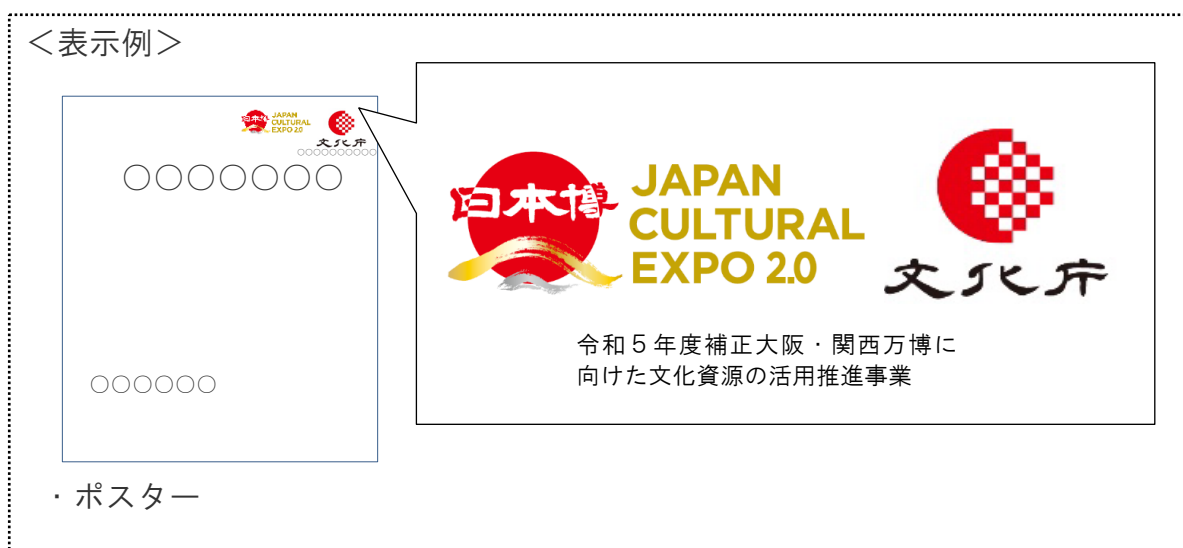 ＜表示例＞
日本博 JAPAN
CULTURAL
EXPO 2.0
文化庁
○○○○○○○○○○
○○○○○○○
○○○○○○
・ポスター
日本博
JAPAN
CULTURAL
EXPO 2.0
文化庁
令和５年度補正大阪・関西万博に
向けた文化資源の活用推進事業